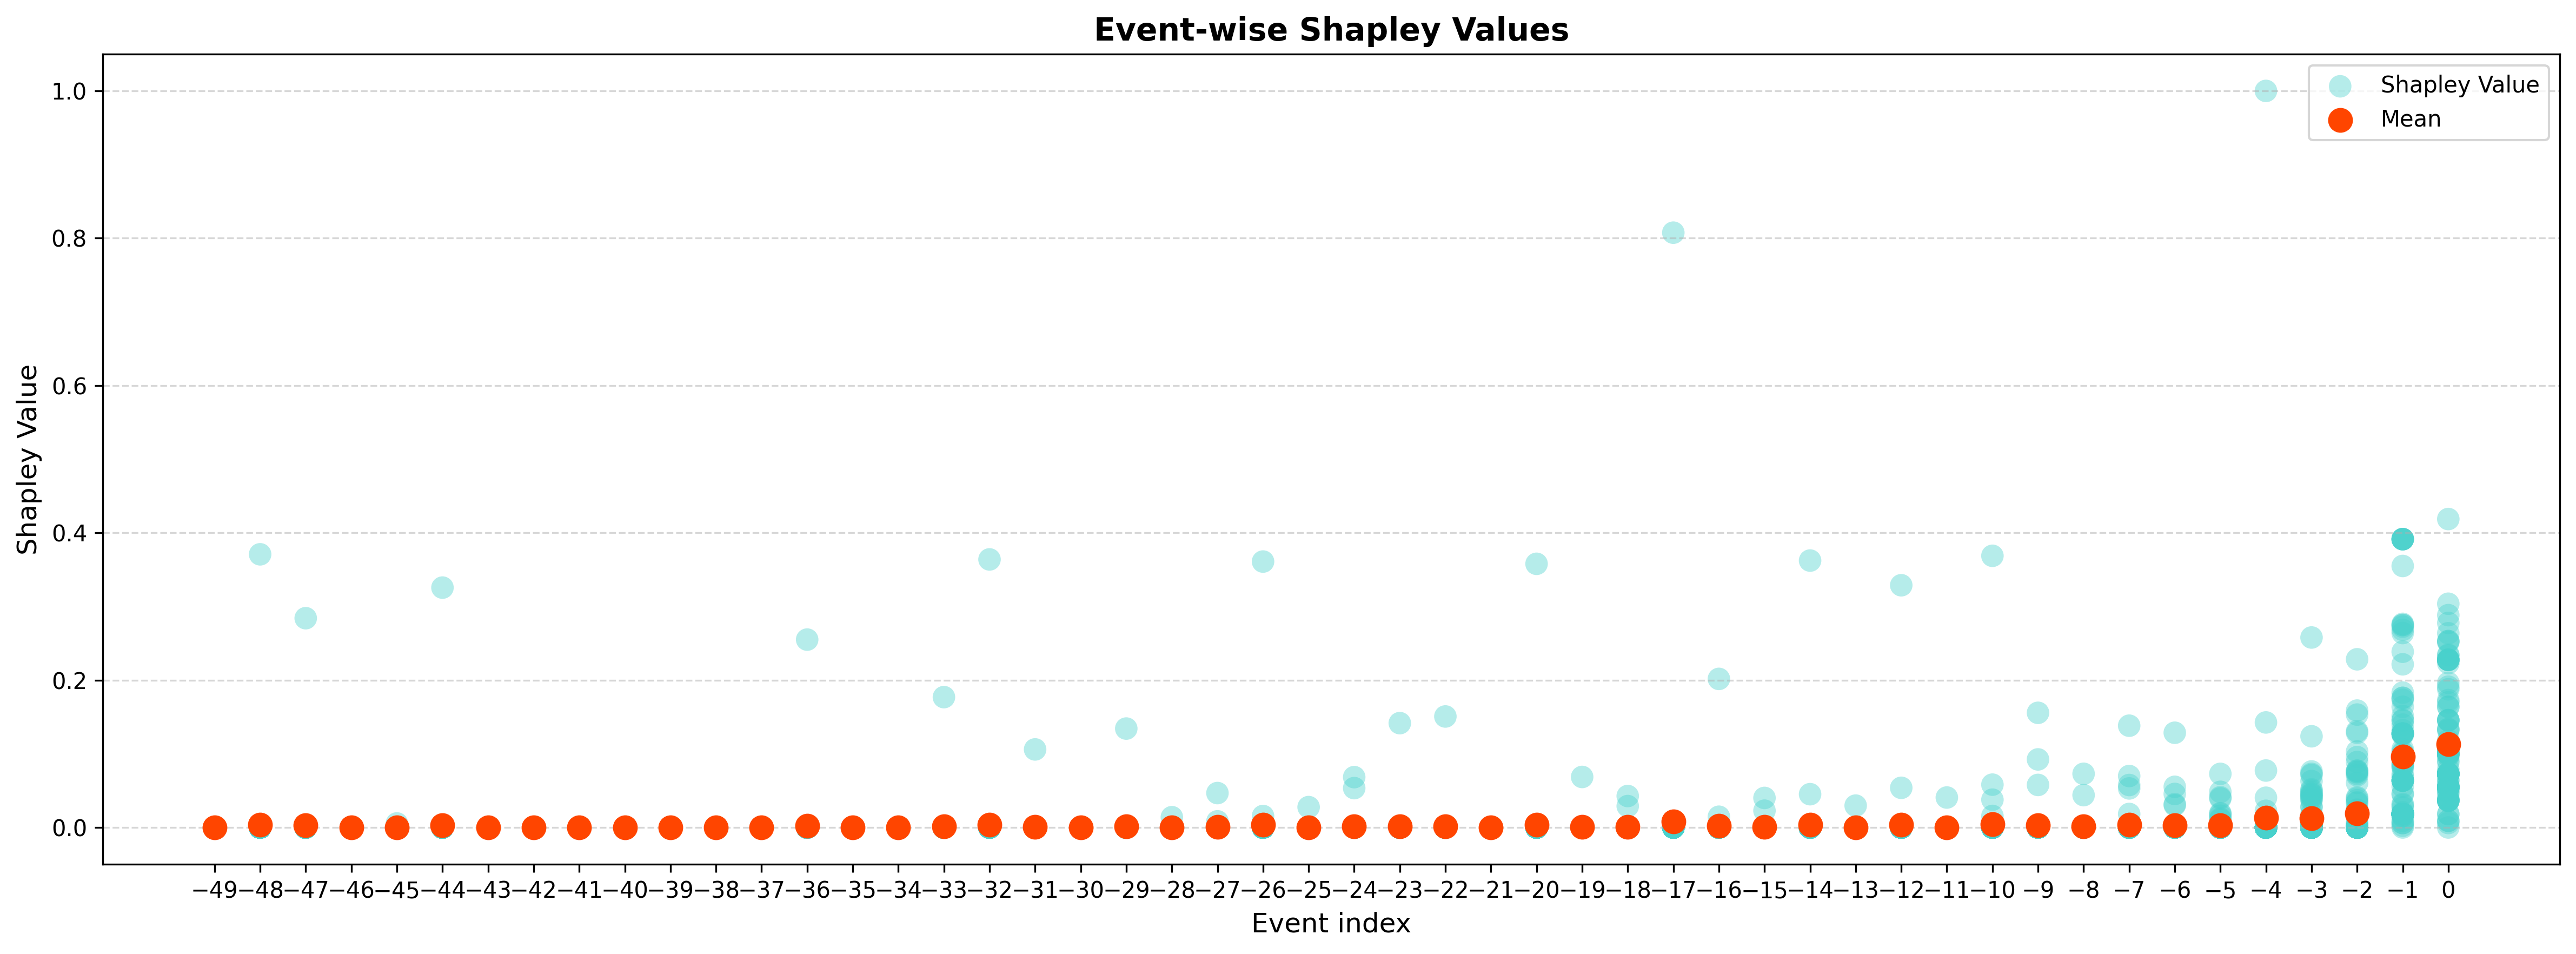 Event-wise Shapley Values
Shapley Value
Mean
1.0
0.8
0.6
0.4
0.2
0.0
Shapley Value
−49 −48 −47 −46 −45 −44 −43 −42 −41 −40 −39 −38 −37 −36 −35 −34 −33 −32 −31 −30 −29 −28 −27 −26 −25 −24 −23 −22 −21 −20 −19 −18 −17 −16 −15 −14 −13 −12 −11 −10 −9 −8 −7 −6 −5 −4 −3 −2 −1 0
Event index